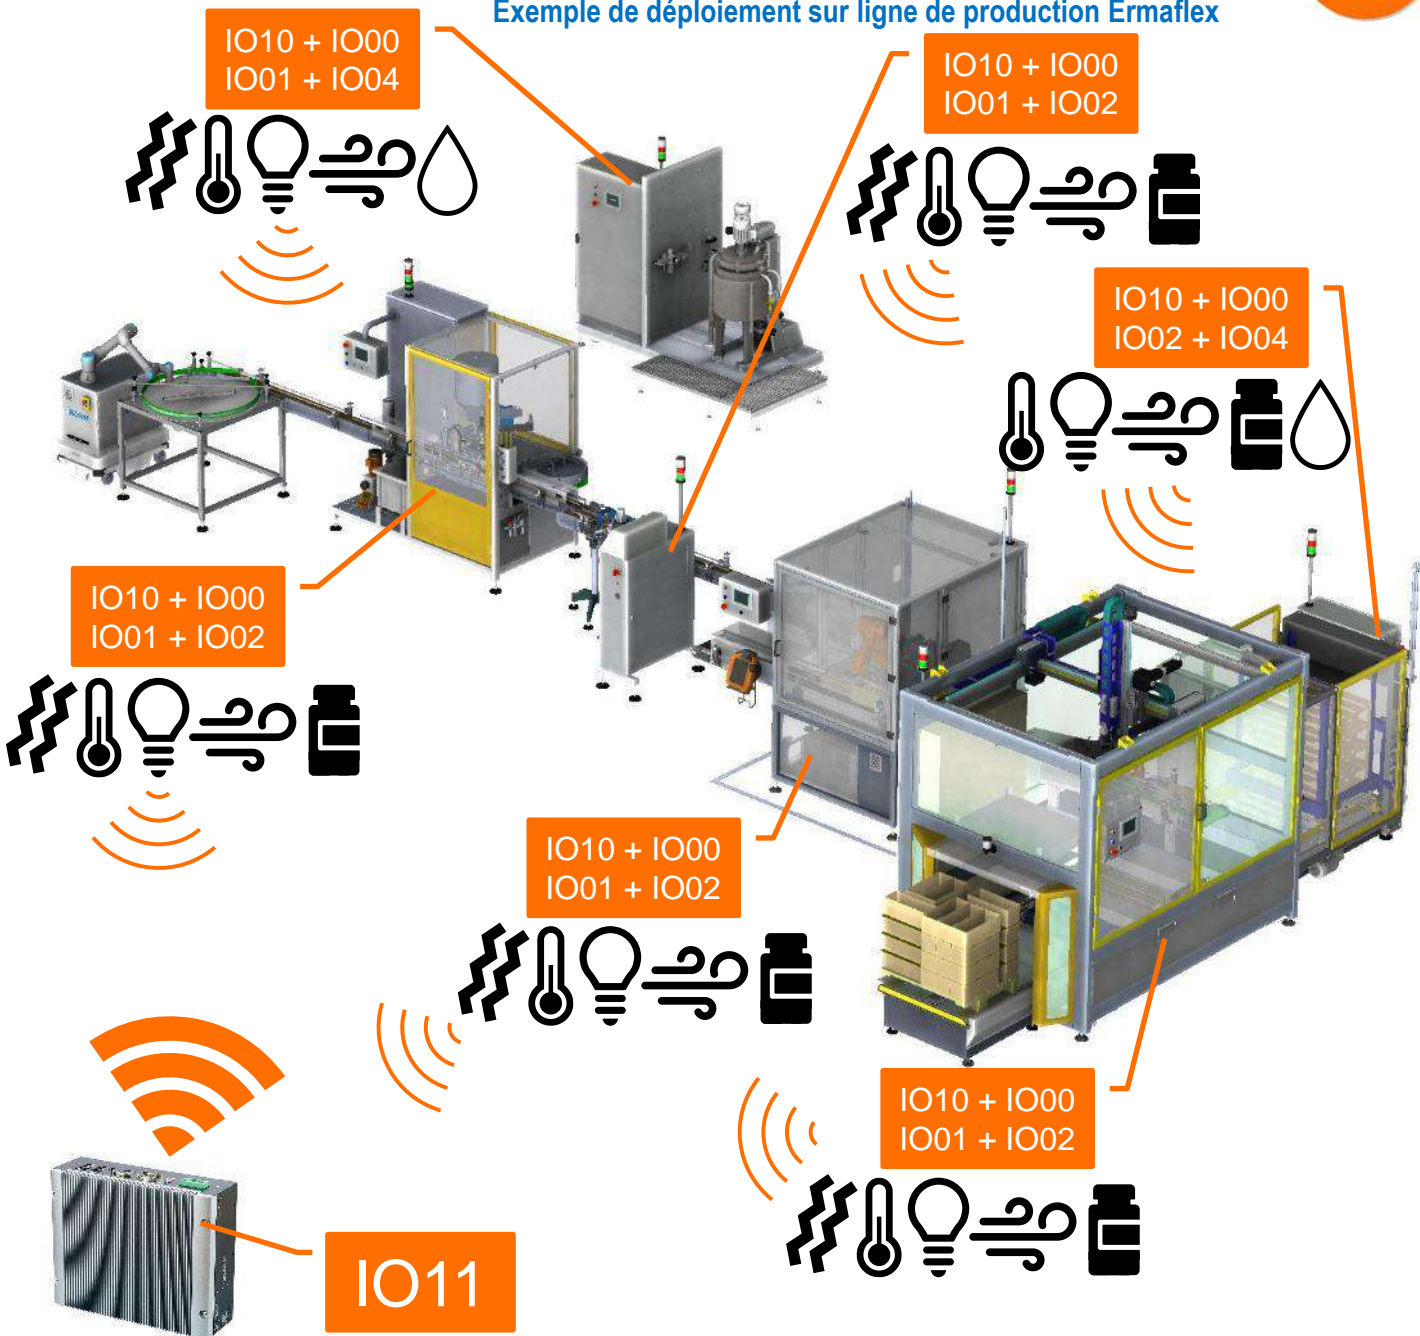 Exemple de déploiement sur ligne de production Ermaflex
IO10 + IO00
IO01 + IO04
IO10 + IO00
IO01 + IO02
IO10 + IO00
IO02 + IO04
IO10 + IO00
IO01 + IO02
IO10 + IO00
IO01 + IO02
IO10 + IO00
IO01 + IO02
IO11